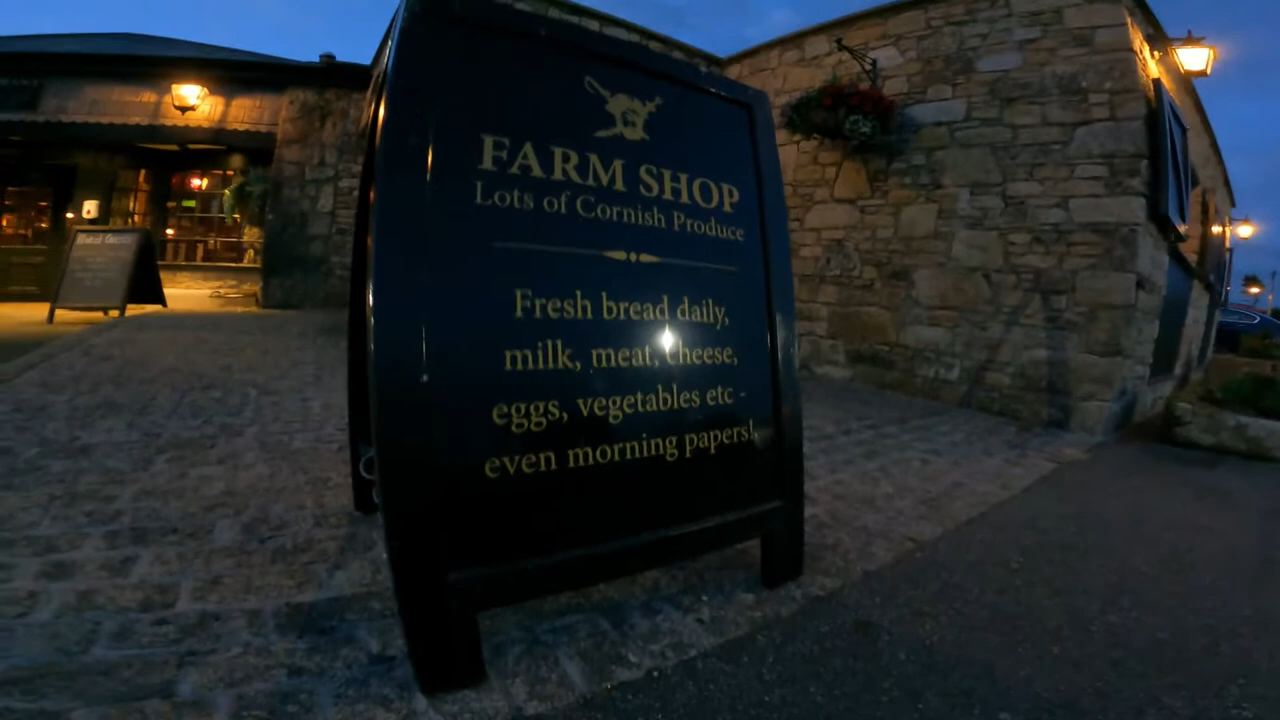 FARM SHOP
Lots of Cornish Produce
Fresh bread daily,
milk, meat, cheese,
eggs, vegetables etc -
even morning papers!